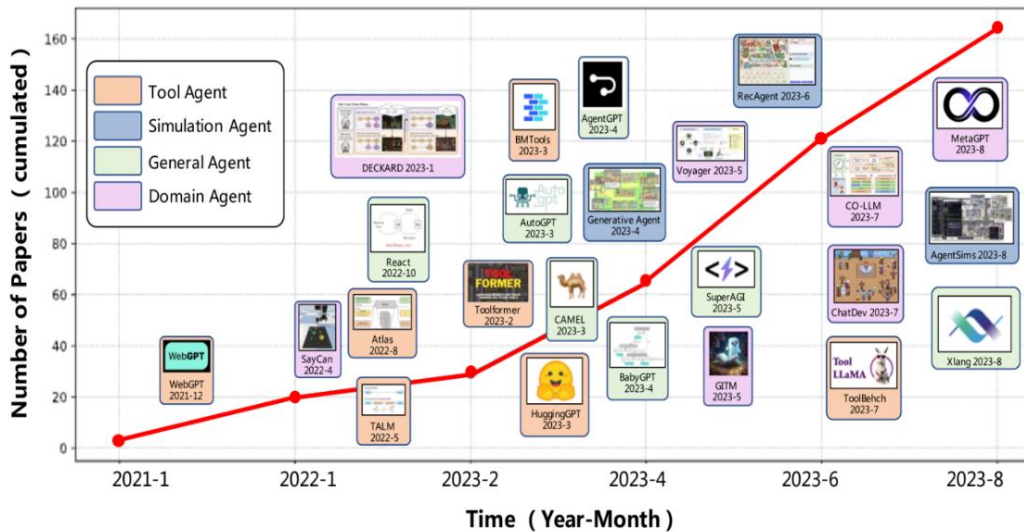 Number of Papers ( cumulated )
160
140
120
100
80
60
40
20
0
Tool Agent
Simulation Agent
General Agent
Domain Agent
WebGPT
WebGPT
2021-12
SayCan
2022-4
TALM
2022-5
Atlas
2022-8
React
2022-10
DECKARD 2023-1
TOOL
FORMER
Toolformer
2023-2
BMTools
2023-3
Auto
gpt
AutoGPT
2023-3
CAMEL
2023-3
HuggingGPT
2023-3
AgentGPT
2023-4
Generative Agent
2023-4
BabyGPT
2023-4
Voyager 2023-5
</>
SuperAGI
2023-5
GITM
2023-5
RecAgent 2023-6
CO-LLM
2023-7
ChatDev 2023-7
Tool
LLaMA
ToolBehch
2023-7
MetaGPT
2023-8
AgentSims 2023-8
Xlang 2023-8
2021-1
2022-1
2023-2
2023-4
2023-6
2023-8
Time ( Year-Month )